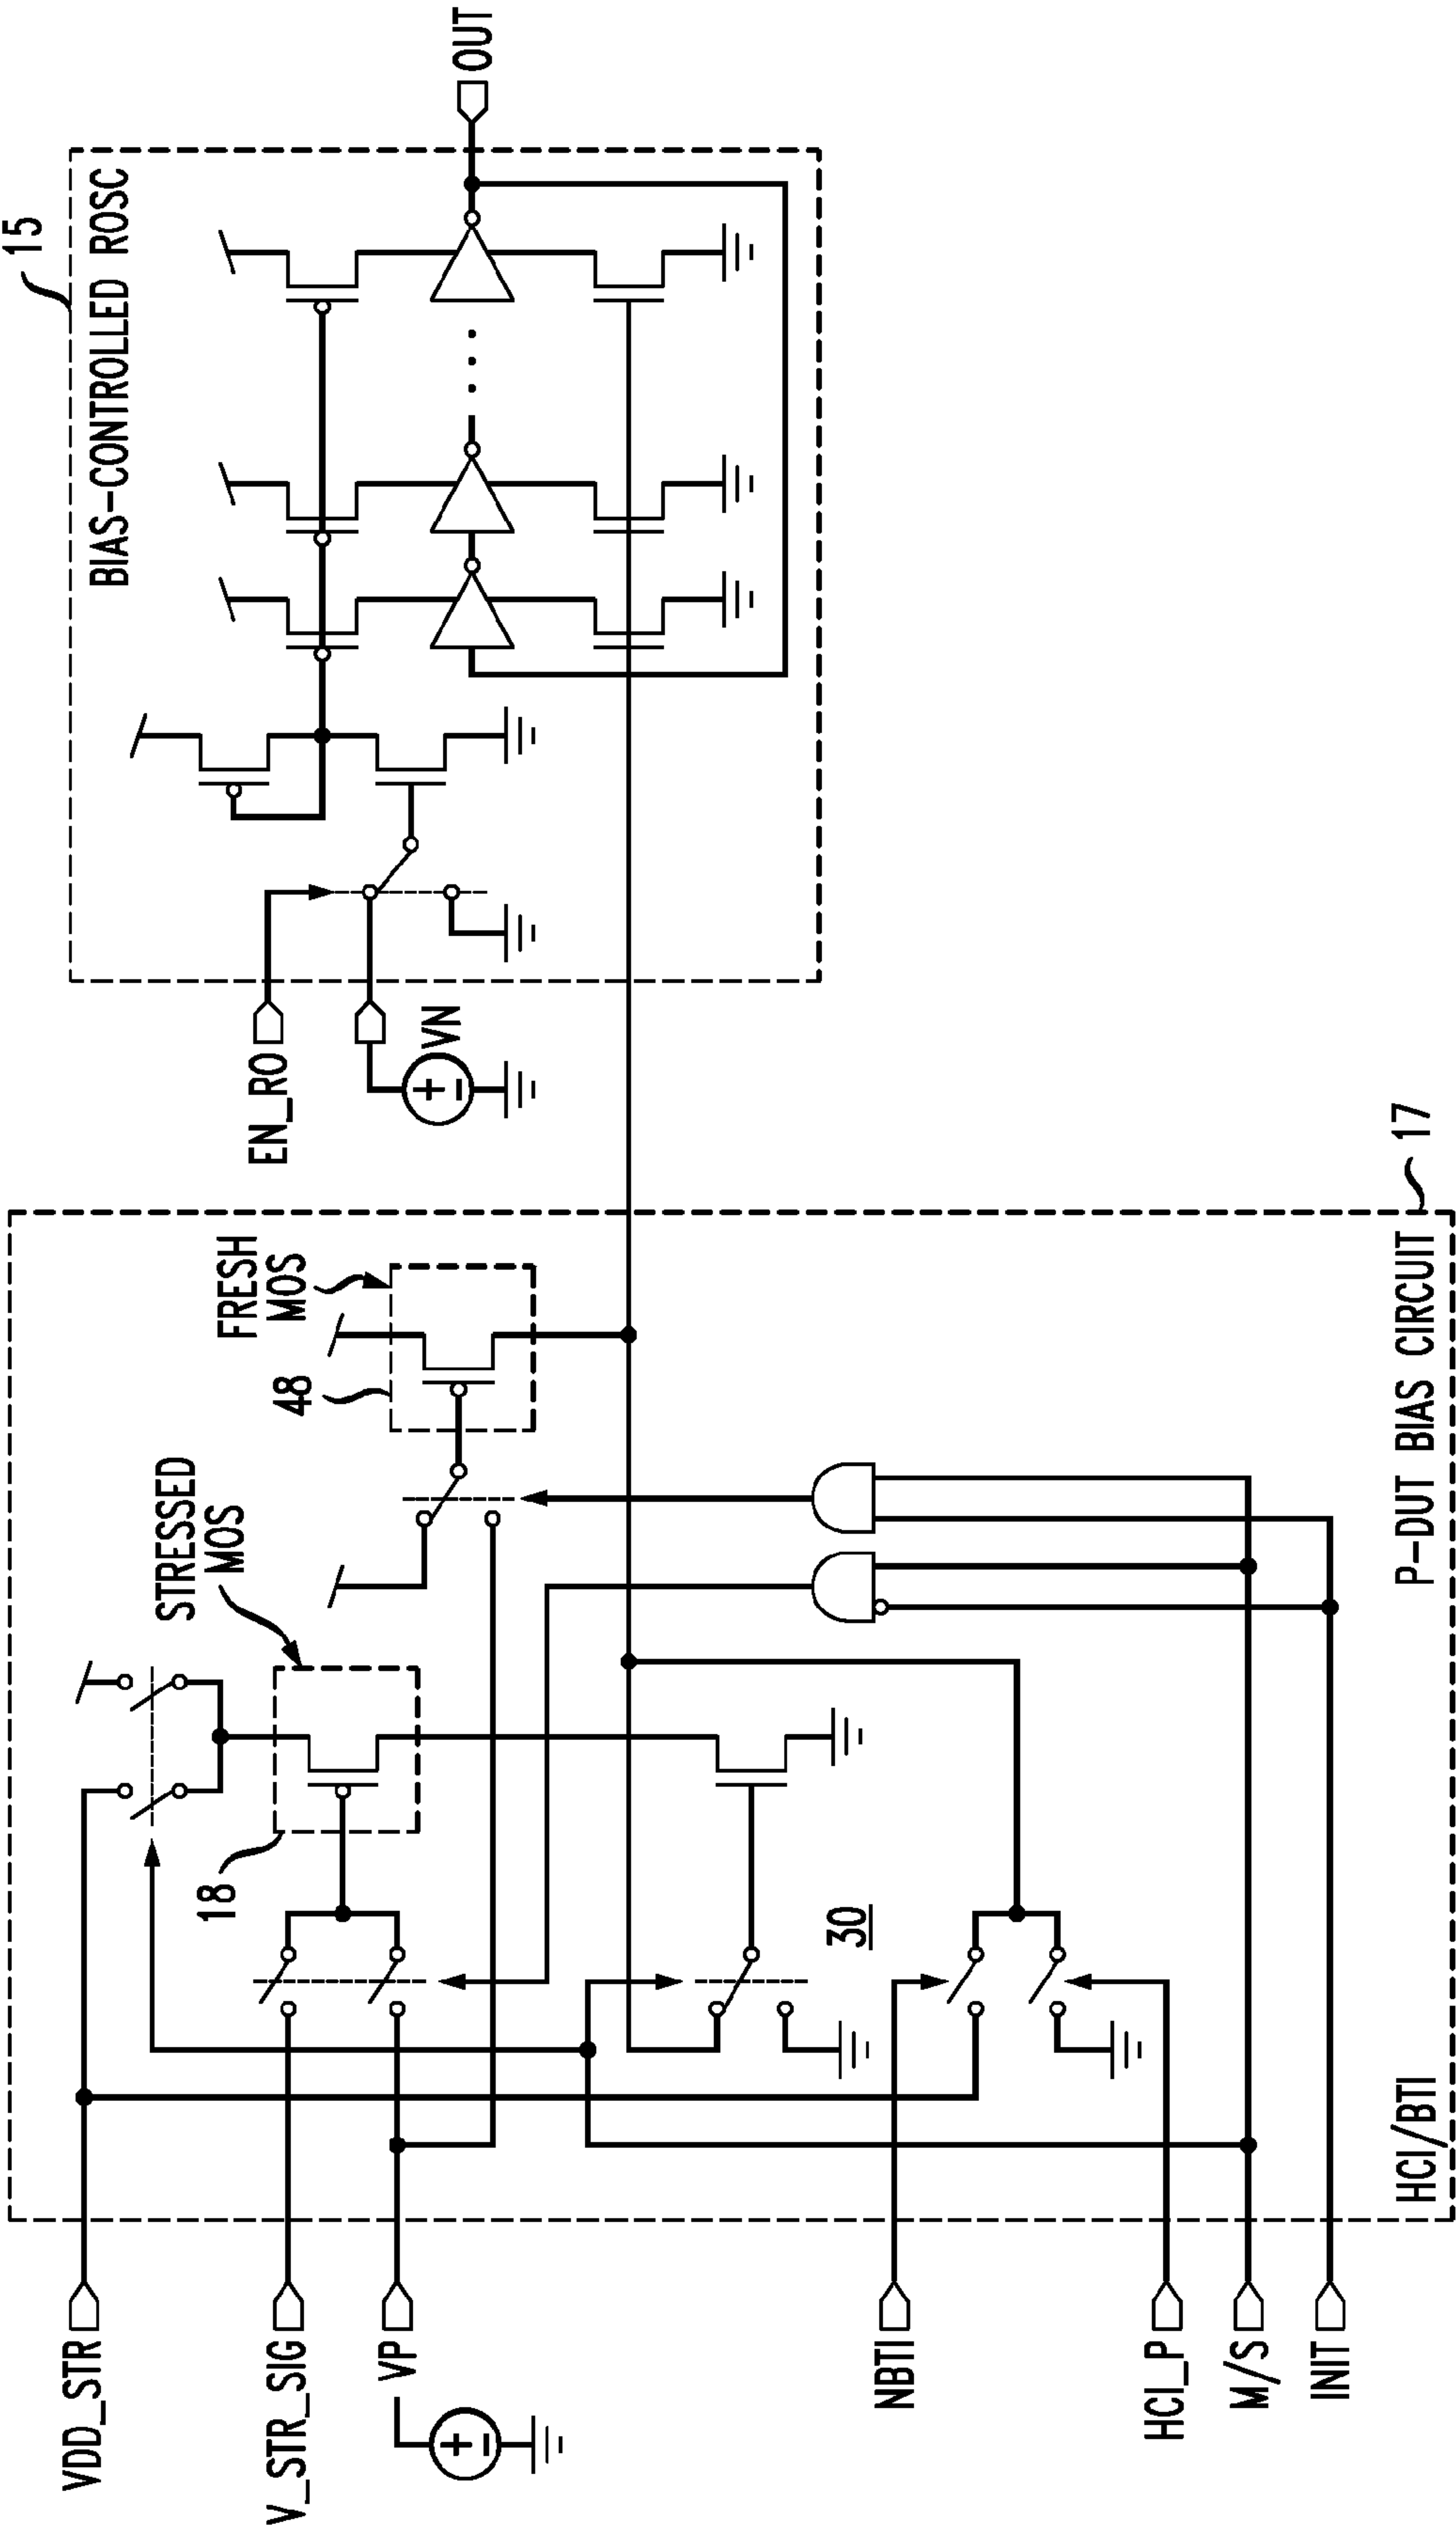 VDD_STR
V_STR_SIG
VP
NBTI
HCI_P
M/S
INIT
18
STRESSED
MOS
48
FRESH
MOS
30
HCI/BTI
P-DUT BIAS CIRCUIT
17
EN_RO
VN
15
BIAS-CONTROLLED ROSC
OUT